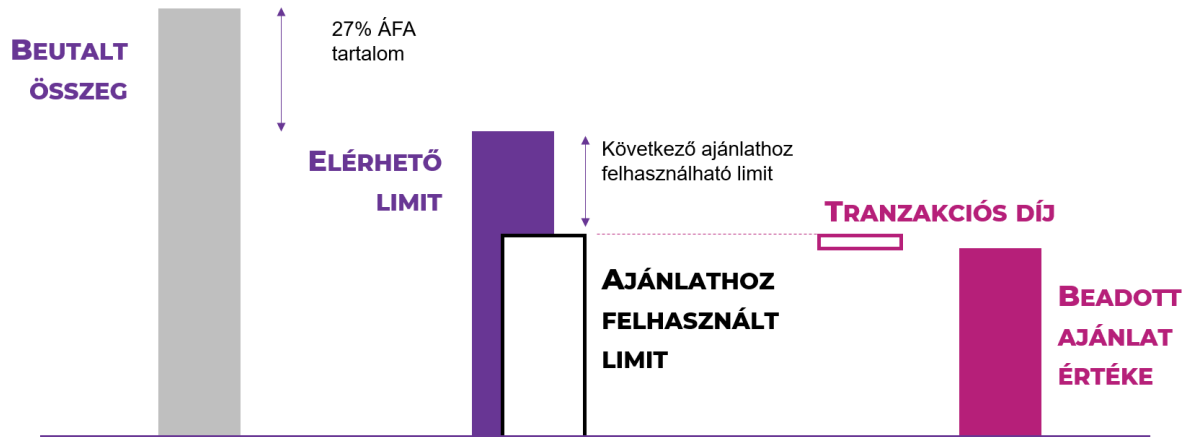 BEUTALT
ÖSSZEG
27% ÁFA
tartalom
ELÉRHETŐ
LIMIT
Következő ajánlathoz
felhasználható limit
TRANZAKCIÓS DÍJ
AJÁNLATHOZ
FELHASZNÁLT
LIMIT
BEADOTT
AJÁNLAT
ÉRTÉKE